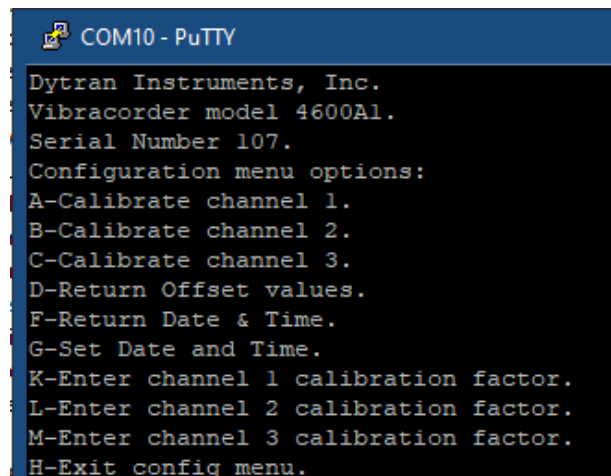 COM10 - PuTTY
Dytran Instruments, Inc.
Vibracorder model 4600A1.
Serial Number 107.
Configuration menu options:
A-Calibrate channel 1.
B-Calibrate channel 2.
C-Calibrate channel 3.
D-Return Offset values.
F-Return Date & Time.
G-Set Date and Time.
K-Enter channel 1 calibration factor.
L-Enter channel 2 calibration factor.
M-Enter channel 3 calibration factor.
H-Exit config menu.